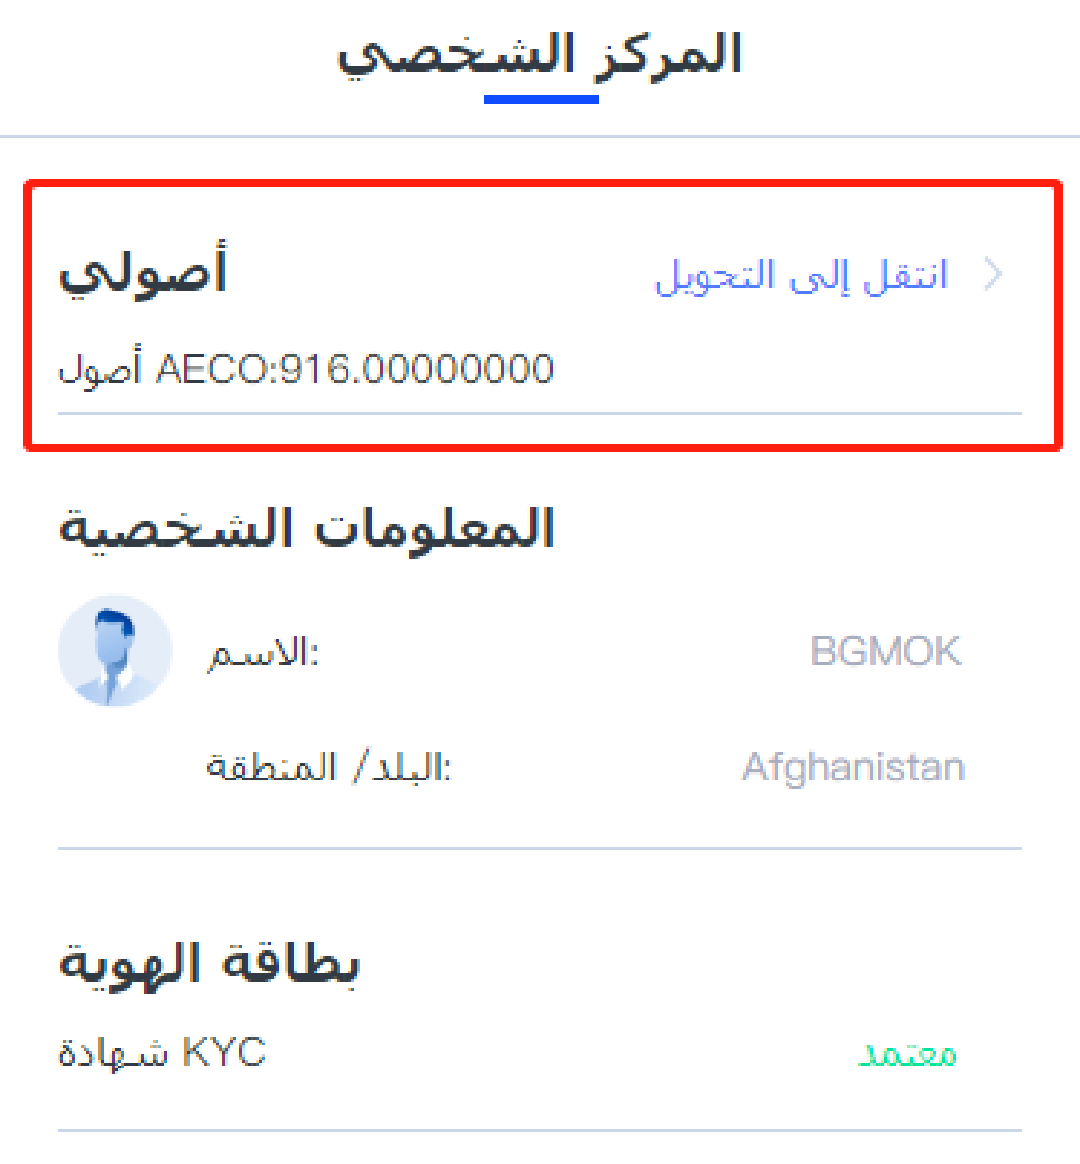 المركز الشخصي
أصولي
انتقل إلى التحويل
أصول AECO:916.00000000
المعلومات الشخصية
الاسم:
BGMOK
البلد/ المنطقة:
Afghanistan
بطاقة الهوية
شهادة KYC
معتمد